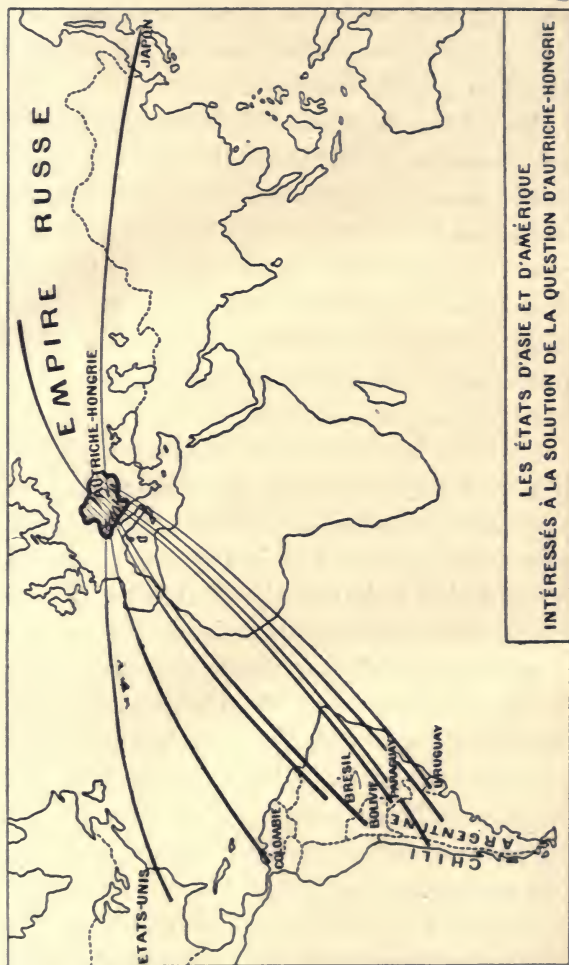 EMPIRE RUSSE
JAPON
AUTRICHE-HONGRIE
ETATS-UNIS
COLOMBIE
BRÉSIL
BOLIVIE
PARAGUAY
URUGUAY
CHILI
ARGENTINE
LES ÉTATS D'ASIE ET D'AMÉRIQUE
INTÉRESSÉS À LA SOLUTION DE LA QUESTION D'AUTRICHE-HONGRIE